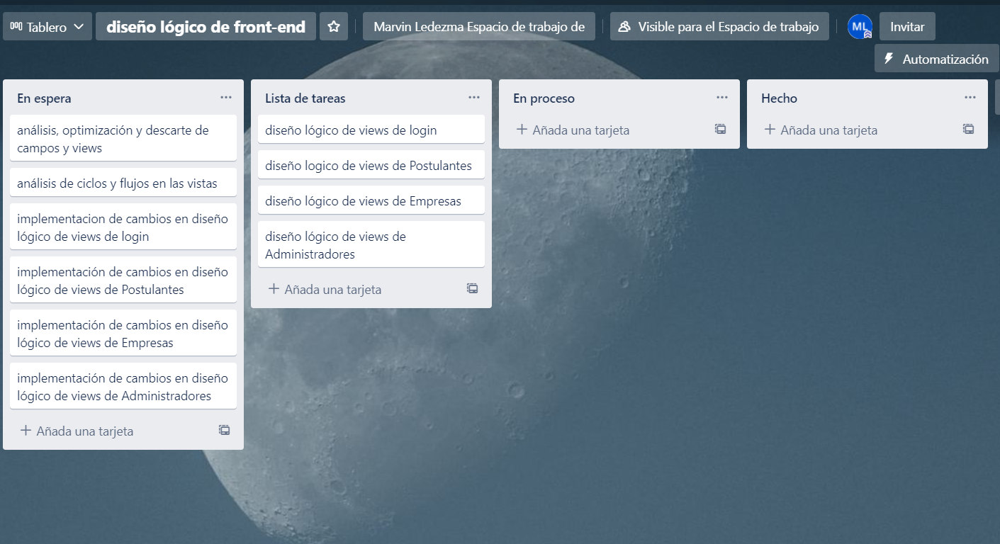 Tablero
diseño lógico de front-end
Marvin Ledezma Espacio de trabajo de
Visible para el Espacio de trabajo
ML
Invitar
Automatización
En espera
análisis, optimización y descarte de
campos y views
análisis de ciclos y flujos en las vistas
implementacion de cambios en diseño
lógico de views de login
implementación de cambios en diseño
lógico de views de Postulantes
implementación de cambios en diseño
lógico de views de Empresas
implementación de cambios en diseño
lógico de views de Administradores
+ Añada una tarjeta
Lista de tareas
diseño lógico de views de login
diseño logico de views de Postulantes
diseño lógico de views de Empresas
diseño lógico de views de
Administradores
+ Añada una tarjeta
En proceso
+ Añada una tarjeta
Hecho
+ Añada una tarjeta